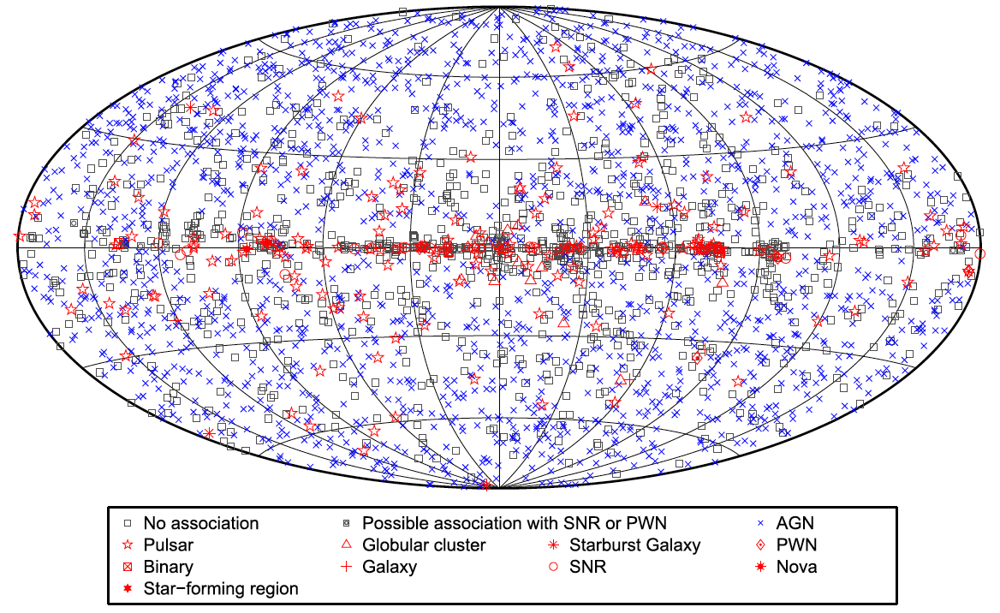 No association Possible association with SNR or PWN AGN
Pulsar Globular cluster Starburst Galaxy PWN
Binary Galaxy SNR Nova
Star−forming region